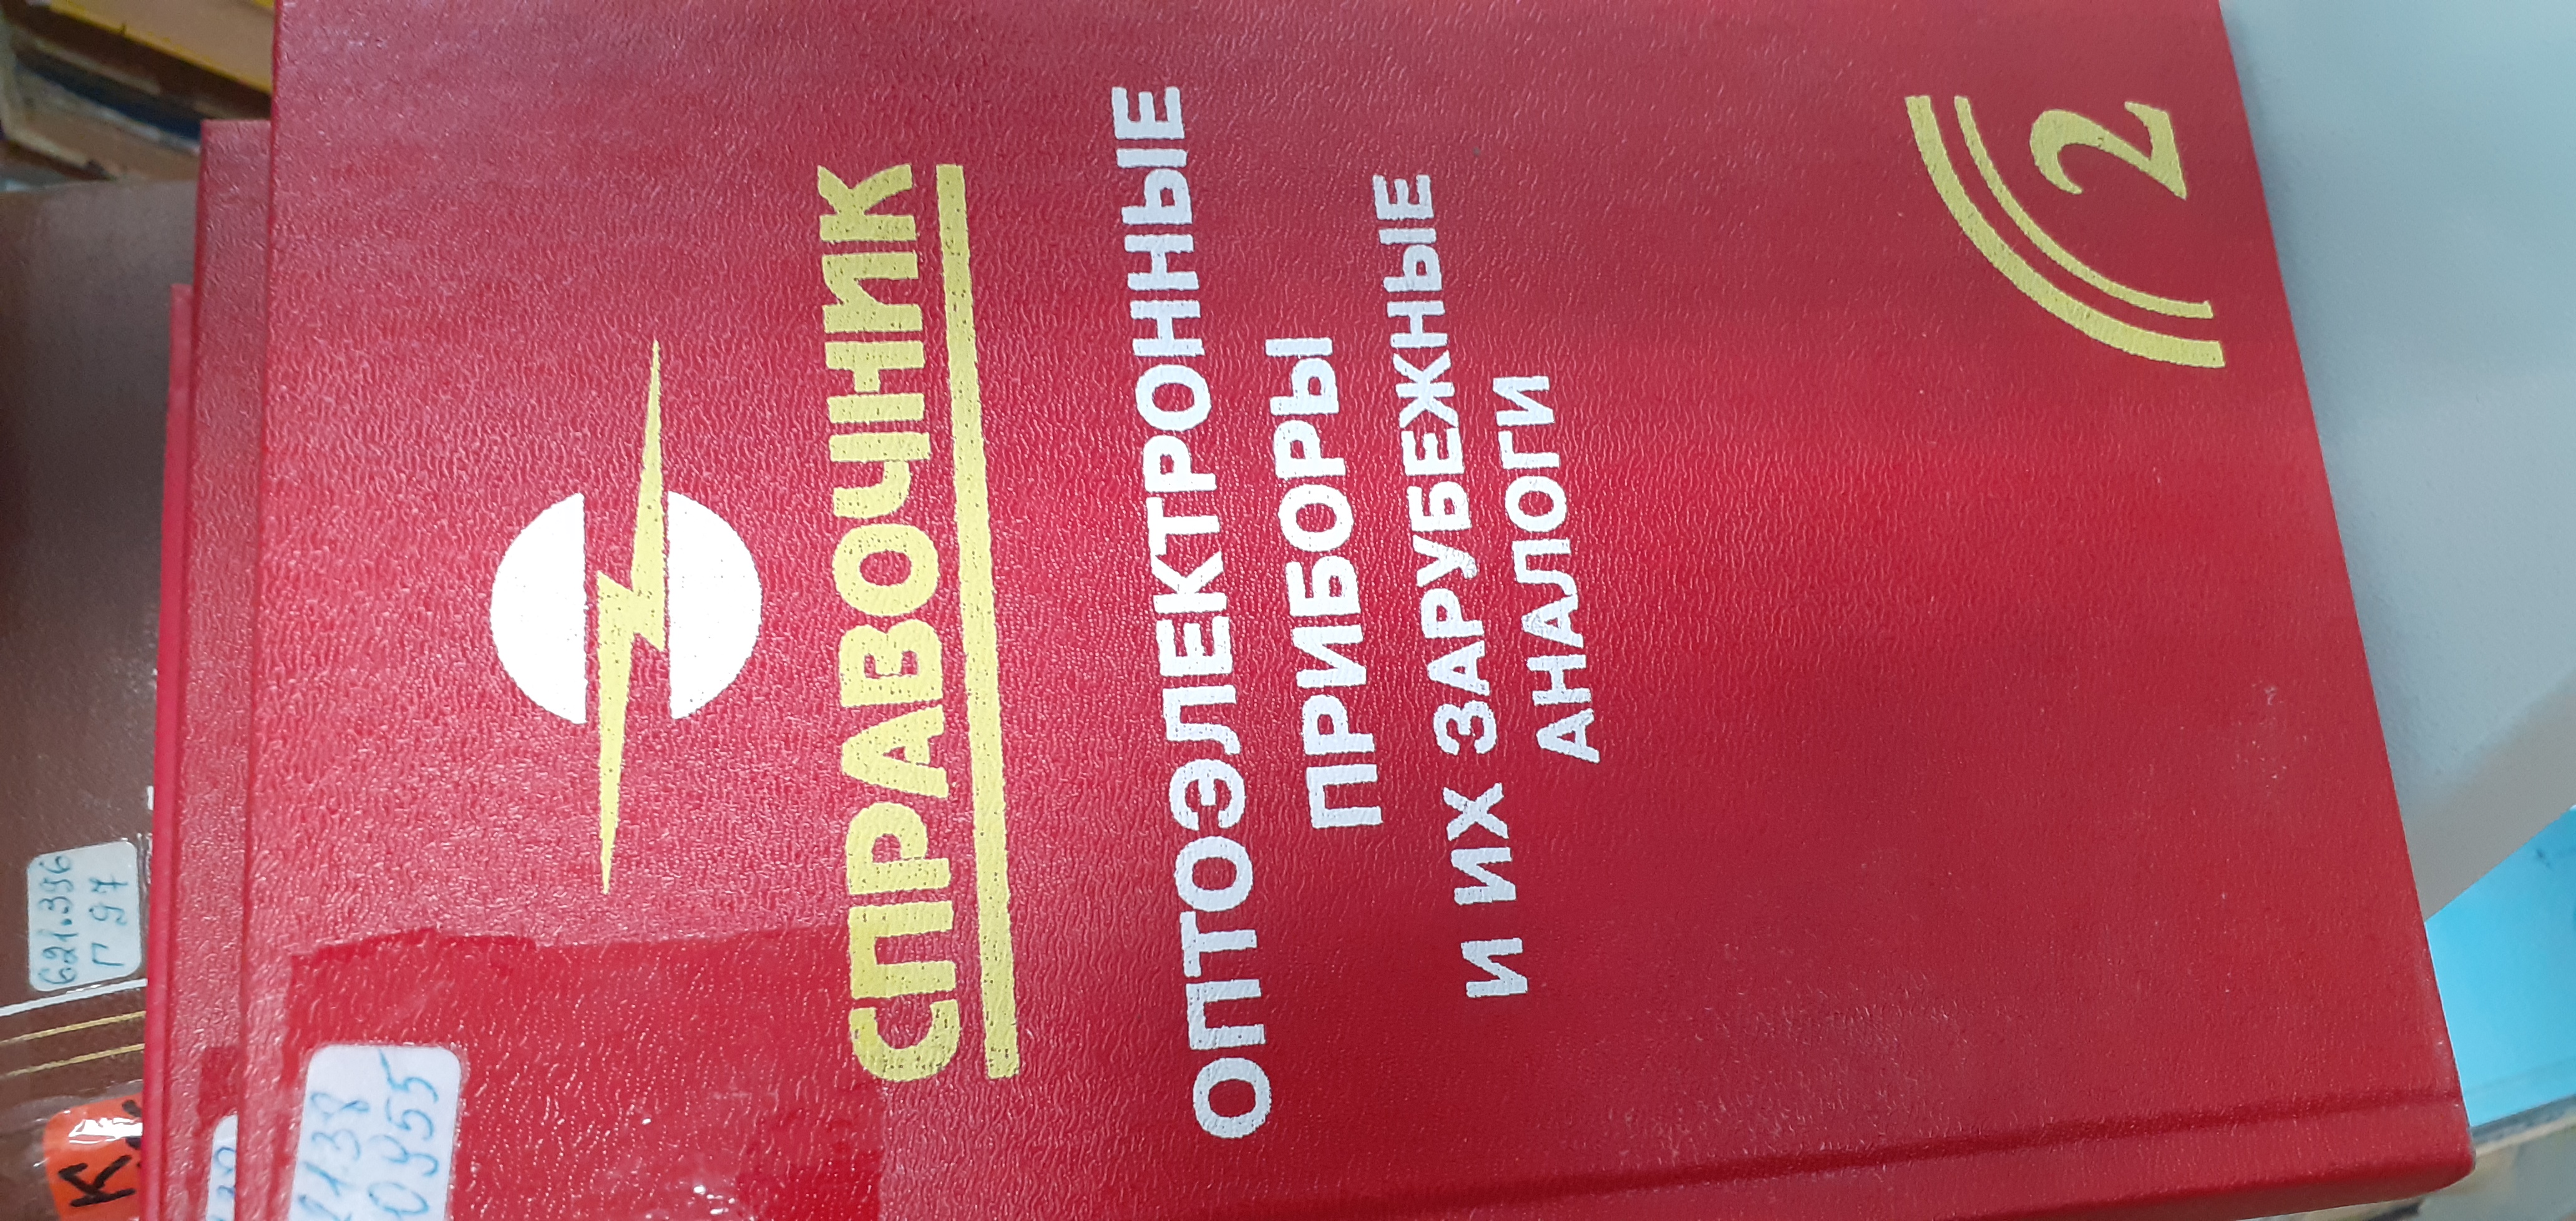 СПРАВОЧНИК
ОПТОЭЛЕКТРОННЫЕ
ПРИБОРЫ
И ИХ ЗАРУБЕЖНЫЕ
АНАЛОГИ
2
621.396
Г 97
К